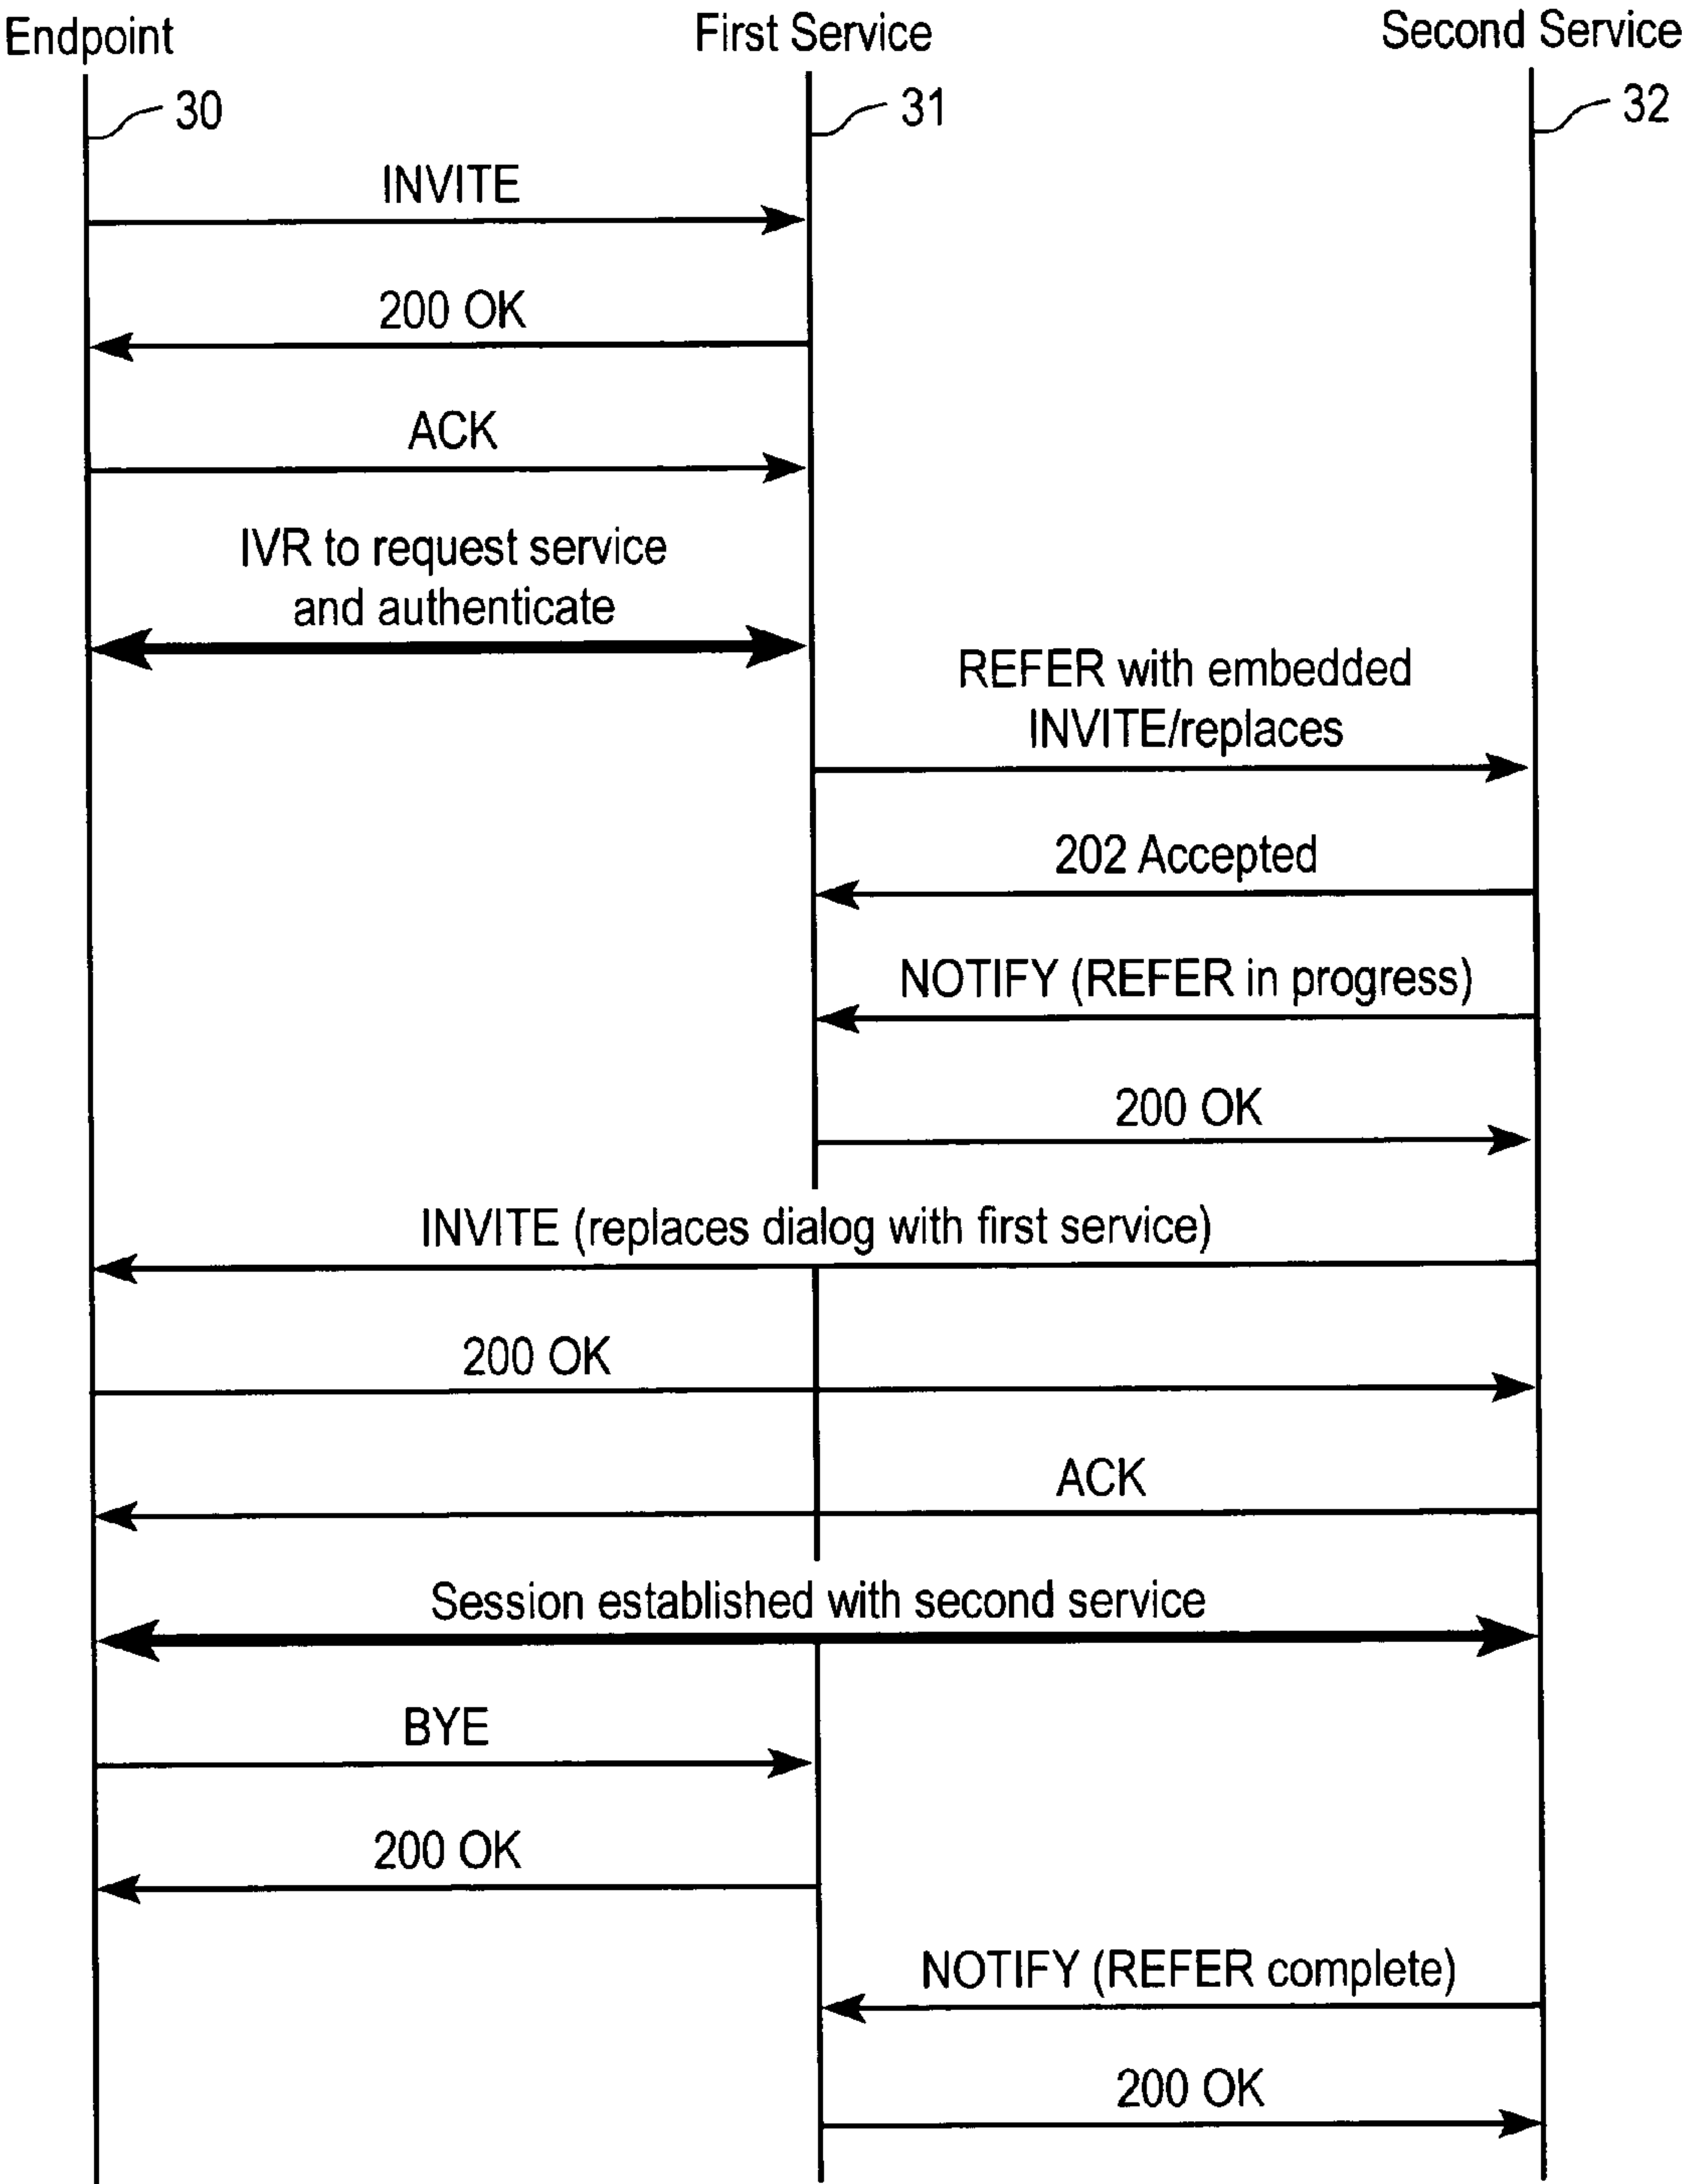 Endpoint
First Service
Second Service
30
31
32
INVITE
200 OK
ACK
IVR to request service
and authenticate
REFER with embedded
INVITE/replaces
202 Accepted
NOTIFY (REFER in progress)
200 OK
INVITE (replaces dialog with first service)
200 OK
ACK
Session established with second service
BYE
200 OK
NOTIFY (REFER complete)
200 OK